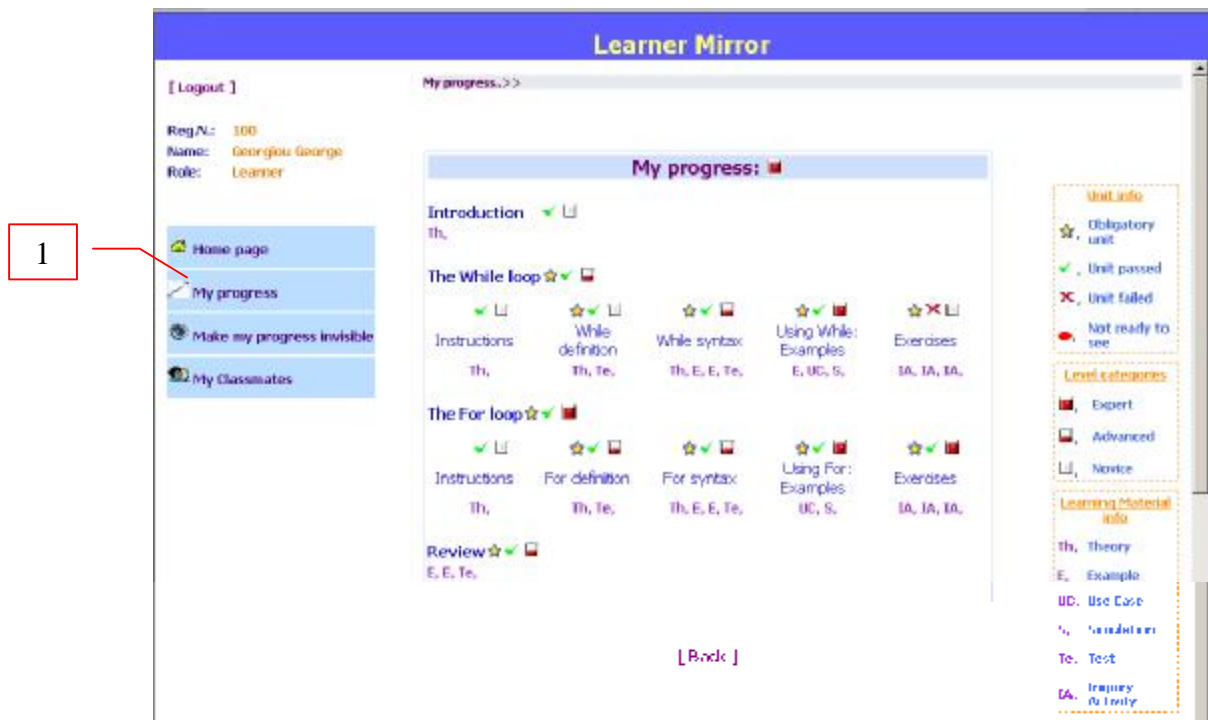 Learner Mirror
[ Logout ]
My progress..>>
Reg.N.: 100
Name: Georgiou George
Role: Learner
1
Home page
My progress
Make my progress invisible
My Classmates
My progress:
Introduction
Th,
The While loop
Instructions
While definition
While syntax
Using While: Examples
Exercises
Th,
Th, Te,
Th, E, E, Te,
E, UC, S,
IA, IA, IA,
The For loop
Instructions
For definition
For syntax
Using For: Examples
Exercises
Th,
Th, Te,
Th, E, E, Te,
UC, S,
IA, IA, IA,
Review
E, E, Te,
[ Back ]
Unit info
, Obligatory
unit
, Unit passed
, Unit failed
, Not ready to
see
Level categories
, Expert
, Advanced
, Novice
Learning Material
info
Th, Theory
E, Example
UC, Use Case
S, Simulation
Te, Test
IA, Inquiry
Activity